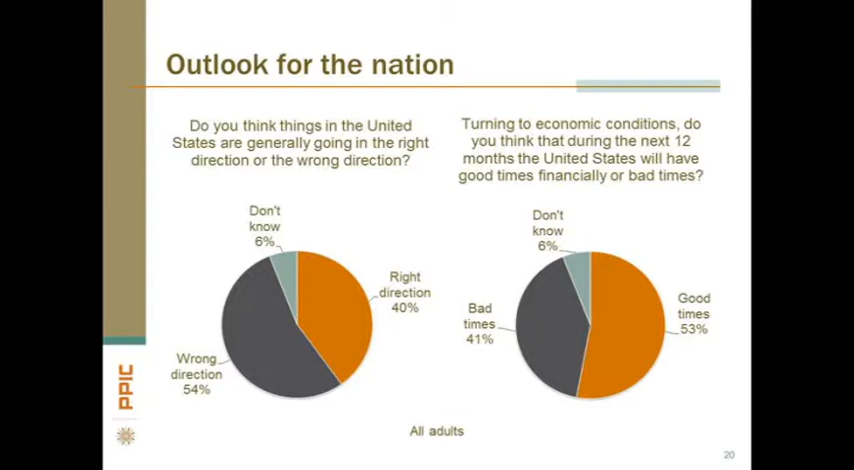 Outlook for the nation
Do you think things in the United
States are generally going in the right
direction or the wrong direction?
Turning to economic conditions, do
you think that during the next 12
months the United States will have
good times financially or bad times?
Don't
know
6%
Right
direction
40%
Wrong
direction
54%
Don't
know
6%
Bad
times
41%
Good
times
53%
PPIC
All adults
20